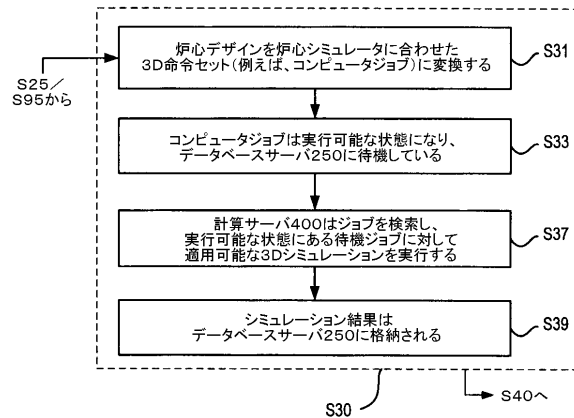 炉心デザインを炉心シミュレータに合わせた
3D命令セット(例えば、コンピュータジョブ)に変換する
S31
S25/
S95から
コンピュータジョブは実行可能な状態になり、
データベースサーバ250に待機している
S33
計算サーバ400はジョブを検索し、
実行可能な状態にある待機ジョブに対して
適用可能な3Dシミュレーションを実行する
S37
シミュレーション結果は
データベースサーバ250に格納される
S39
S30
S40へ